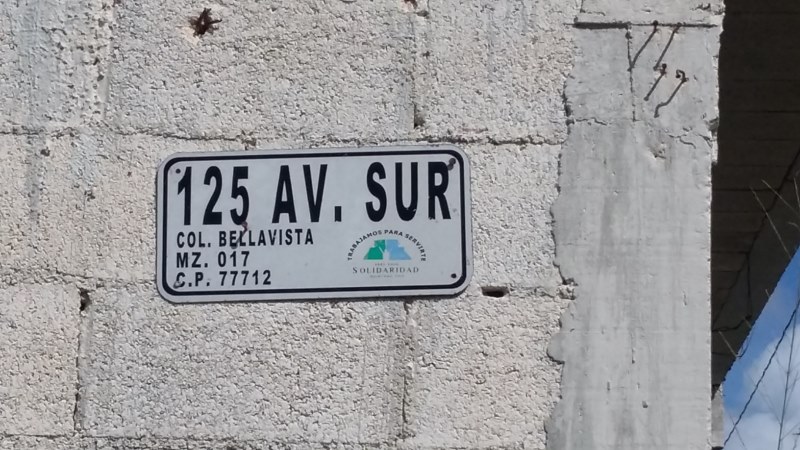 125 AV. SUR
COL. BELLAVISTA
MZ. 017
C.P. 77712
TRABAJAMOS PARA SERVIRTE
SOLIDARIDAD